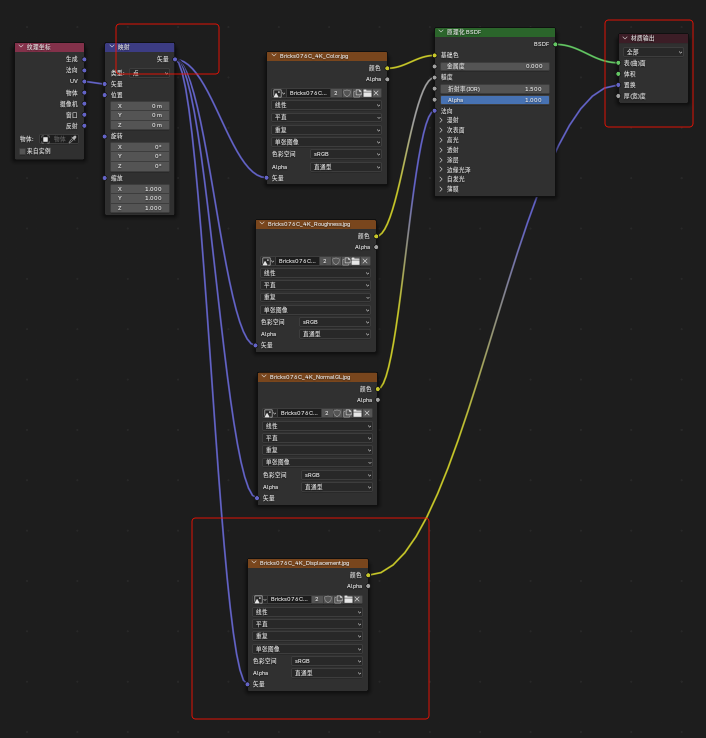 纹理坐标
生成
法向
UV
物体
摄像机
窗口
反射
物体:
物体
来自实例
映射
矢量
类型: 点
矢量
位置
X 0 m
Y 0 m
Z 0 m
旋转
X 0°
Y 0°
Z 0°
缩放
X 1.000
Y 1.000
Z 1.000
Bricks076C_4K_Color.jpg
颜色
Alpha
Bricks076C... 2
线性
平直
重复
单张图像
色彩空间 sRGB
Alpha 直通型
矢量
Bricks076C_4K_Roughness.jpg
颜色
Alpha
Bricks076C... 2
线性
平直
重复
单张图像
色彩空间 sRGB
Alpha 直通型
矢量
Bricks076C_4K_NormalGL.jpg
颜色
Alpha
Bricks076C... 2
线性
平直
重复
单张图像
色彩空间 sRGB
Alpha 直通型
矢量
Bricks076C_4K_Displacement.jpg
颜色
Alpha
Bricks076C... 2
线性
平直
重复
单张图像
色彩空间 sRGB
Alpha 直通型
矢量
原理化 BSDF
BSDF
基础色
金属度 0.000
糙度
折射率(IOR) 1.500
Alpha 1.000
法向
漫射
次表面
高光
透射
涂层
边缘光泽
自发光
薄膜
材质输出
全部
表(曲)面
体积
置换
厚(宽)度